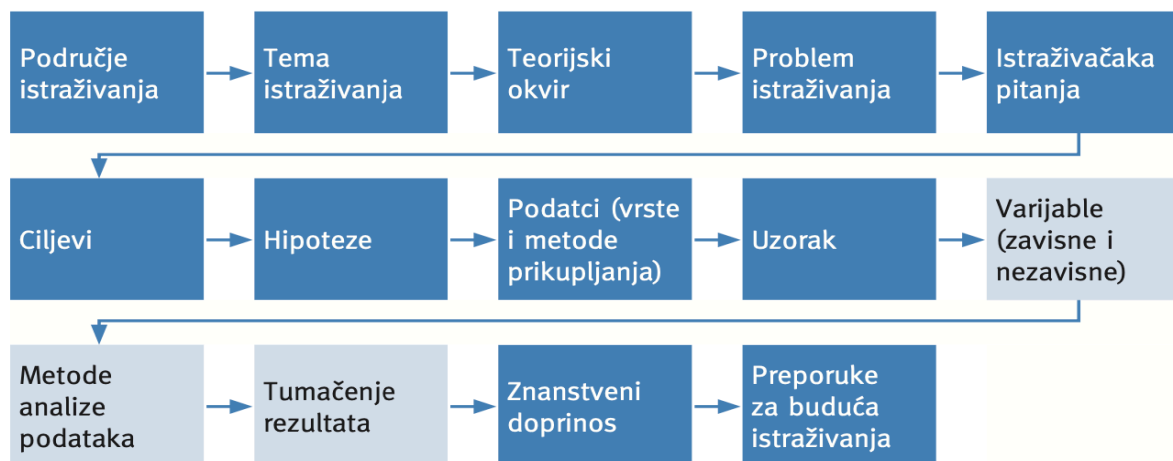 Područje
istraživanja
Tema
istraživanja
Teorijski
okvir
Problem
istraživanja
Istraživačaka
pitanja
Ciljevi
Hipoteze
Podatci (vrste
i metode
prikupljanja)
Uzorak
Varijable
(zavisne i
nezavisne)
Metode
analize
podataka
Tumačenje
rezultata
Znanstveni
doprinos
Preporuke
za buduća
istraživanja